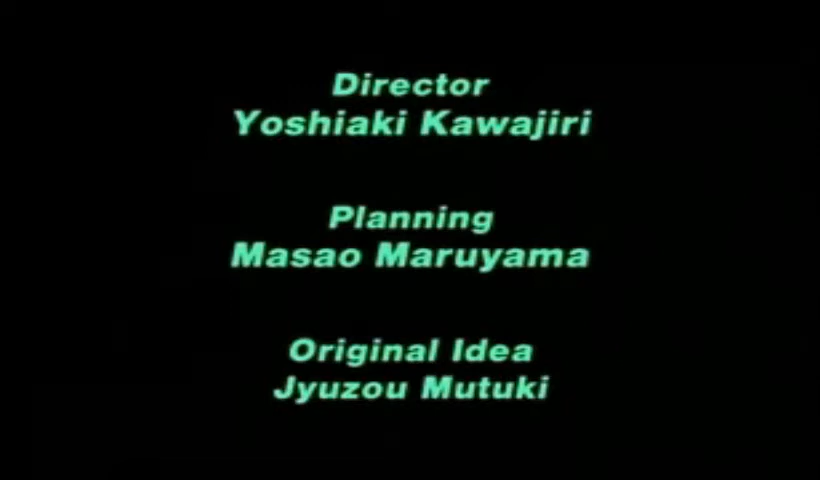 Director
Yoshiaki Kawajiri
Planning
Masao Maruyama
Original Idea
Jyuzou Mutuki